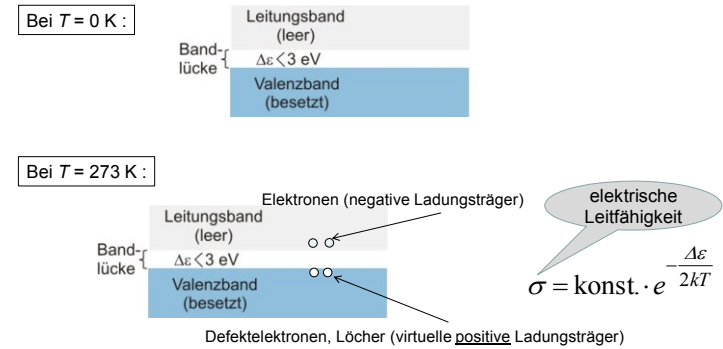 Bei T = 0 K :
Leitungsband
(leer)
Band-
lücke
Δε<3 eV
Valenzband
(besetzt)
Bei T = 273 K :
Elektronen (negative Ladungsträger)
elektrische
Leitfähigkeit
Leitungsband
(leer)
Band-
lücke
Δε<3 eV
Valenzband
(besetzt)
σ = konst. · e^{-Δε/2kT}
Defektelektronen, Löcher (virtuelle positive Ladungsträger)